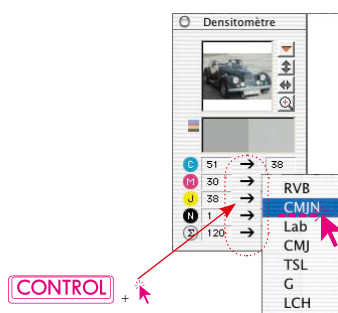 Densitomètre
C 51 → 38
M 30 →
J 38 →
N 1 →
Σ 120 →
RVB
CMJN
Lab
CMJ
TSL
G
LCH
CONTROL +